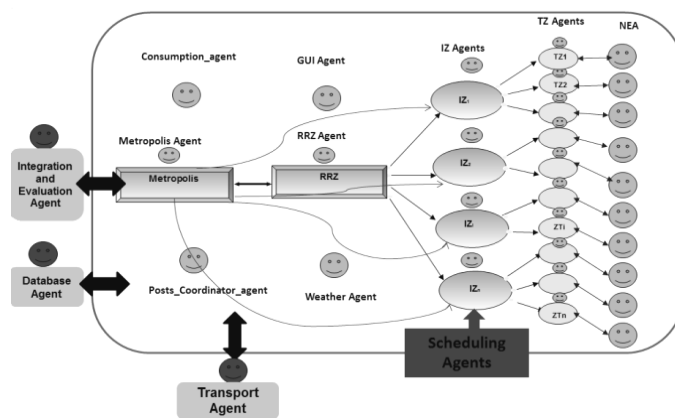 TZ Agents
NEA
Consumption_agent
GUI Agent
IZ Agents
TZ1
TZ2
IZ₁
Metropolis Agent
RRZ Agent
Integration
and
Evaluation
Agent
Metropolis
RRZ
IZ₂
IZᵢ
ZTi
Database
Agent
Posts_Coordinator_agent
Weather Agent
IZₙ
ZTn
Scheduling
Agents
Transport
Agent